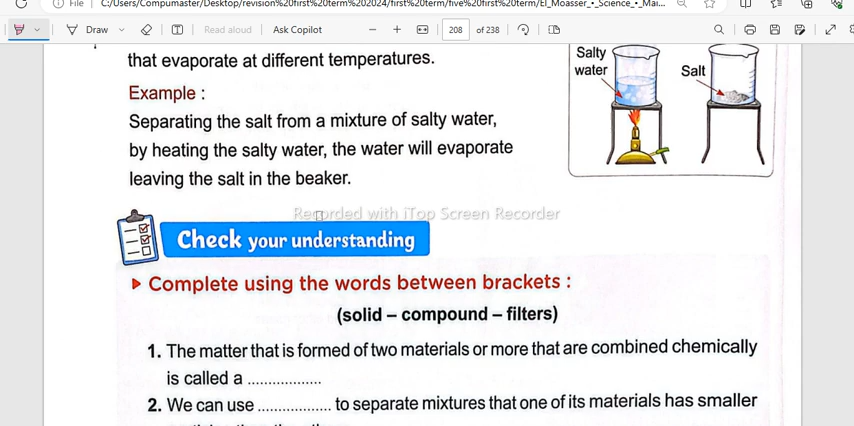 File C:/Users/Compumaster/Desktop/revision%20first%20term%202024/first%20term/five%20first%20term/El_Moasser_•_Science_•_Mai...
Draw Read aloud Ask Copilot 208 of 238
that evaporate at different temperatures.
Example :
Separating the salt from a mixture of salty water,
by heating the salty water, the water will evaporate
leaving the salt in the beaker.
Salty
water
Salt
Recorded with iTop Screen Recorder
Check your understanding
Complete using the words between brackets :
(solid – compound – filters)
1. The matter that is formed of two materials or more that are combined chemically
is called a ..................
2. We can use .................. to separate mixtures that one of its materials has smaller